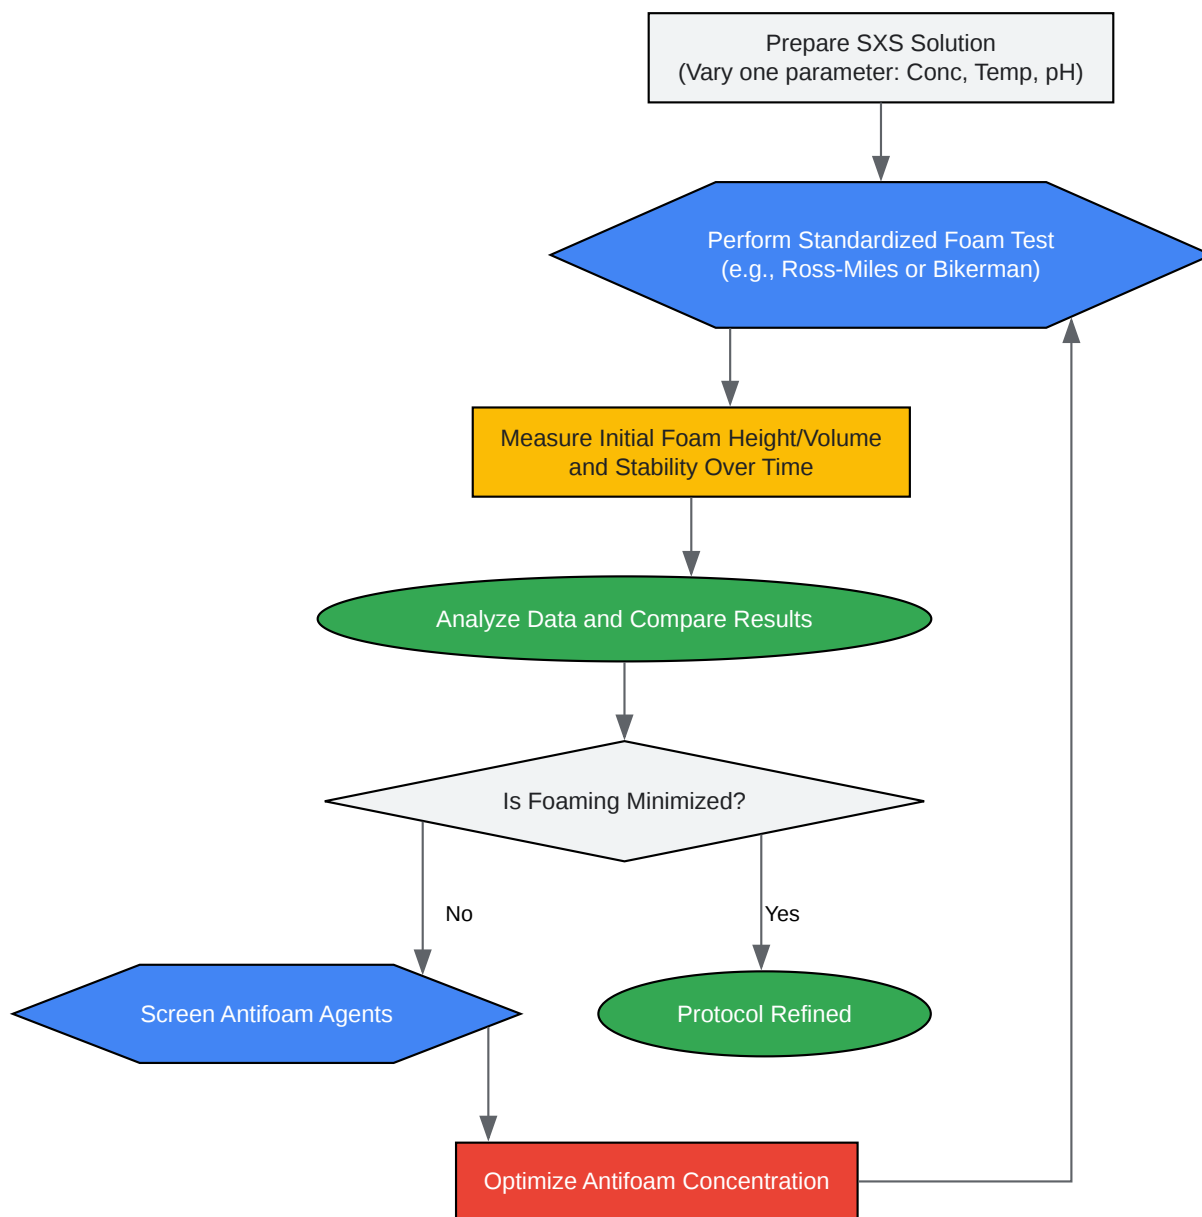 Prepare SXS Solution
(Vary one parameter: Conc, Temp, pH)
Perform Standardized Foam Test
(e.g., Ross-Miles or Bikerman)
Measure Initial Foam Height/Volume
and Stability Over Time
Analyze Data and Compare Results
Is Foaming Minimized?
No
Yes
Screen Antifoam Agents
Protocol Refined
Optimize Antifoam Concentration